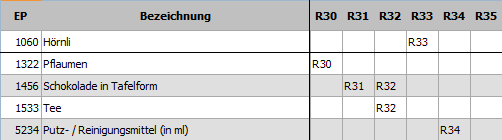 EP Bezeichnung R30 R31 R32 R33 R34 R35
1060 Hörnli R33
1322 Pflaumen R30
1456 Schokolade in Tafelform R31 R32
1533 Tee R32
5234 Putz- / Reinigungsmittel (in ml) R34